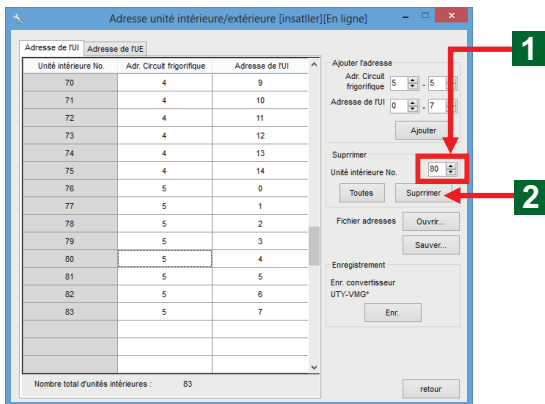 Adresse unité intérieure/extérieure [insatller][En ligne]
Adresse de l'UI Adresse de l'UE
Unité intérieure No. Adr. Circuit frigorifique Adresse de l'UI
70 4 9
71 4 10
72 4 11
73 4 12
74 4 13
75 4 14
76 5 0
77 5 1
78 5 2
79 5 3
80 5 4
81 5 5
82 5 6
83 5 7
Nombre total d'unités intérieures : 83
Ajouter l'adresse
Adr. Circuit
frigorifique 5 - 5
Adresse de l'UI 0 - 7
Ajouter
Supprimer
Unité intérieure No. 80
Toutes Suprrimer
Fichier adresses Ouvrir...
Sauver...
Enregistrement
Enr. convertisseur
UTY-VMG*
Enr.
retour
1
2